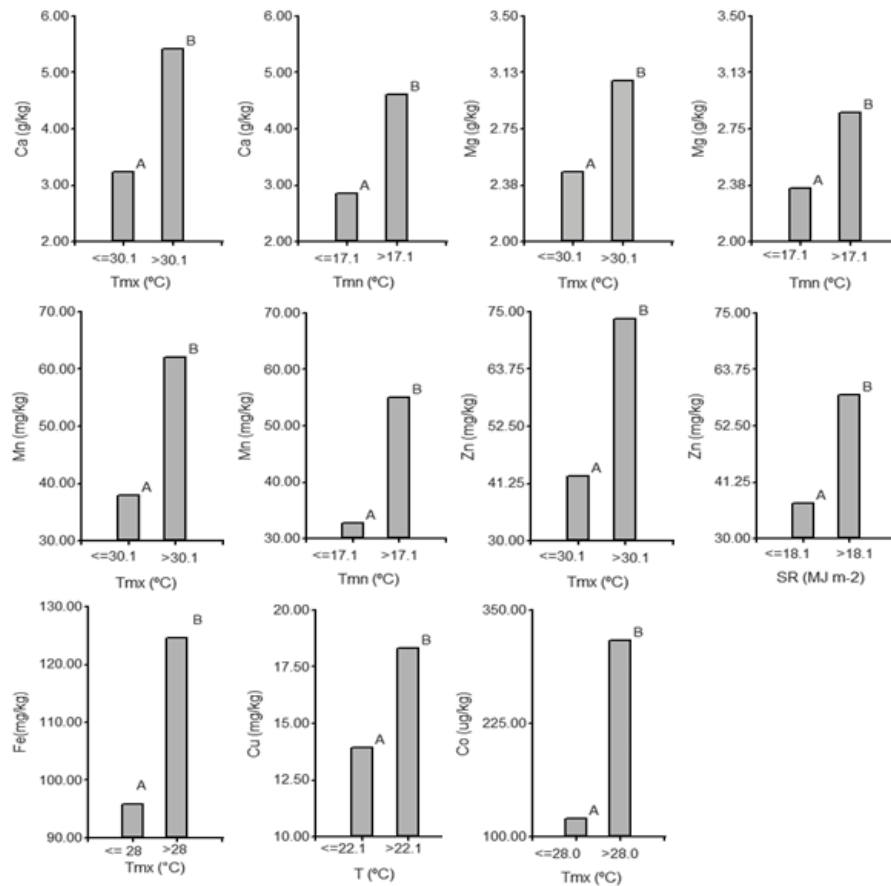 6.00
5.00
4.00
3.00
2.00
Ca (g/kg)
A
B
<=30.1 >30.1
Tmx (ºC)
6.00
5.00
4.00
3.00
2.00
Ca (g/kg)
A
B
<=17.1 >17.1
Tmn (ºC)
3.50
3.13
2.75
2.38
2.00
Mg (g/kg)
A
B
<=30.1 >30.1
Tmx (ºC)
3.50
3.13
2.75
2.38
2.00
Mg (g/kg)
A
B
<=17.1 >17.1
Tmn (ºC)
70.00
60.00
50.00
40.00
30.00
Mn (mg/kg)
A
B
<=30.1 >30.1
Tmx (ºC)
70.00
60.00
50.00
40.00
30.00
Mn (mg/kg)
A
B
<=17.1 >17.1
Tmn (ºC)
75.00
63.75
52.50
41.25
30.00
Zn (mg/kg)
A
B
<=30.1 >30.1
Tmx (ºC)
75.00
63.75
52.50
41.25
30.00
Zn (mg/kg)
A
B
<=18.1 >18.1
SR (MJ m-2)
130.00
120.00
110.00
100.00
90.00
Fe(mg/kg)
A
B
<= 28 >28
Tmx (°C)
20.00
17.50
15.00
12.50
10.00
Cu (mg/kg)
A
B
<=22.1 >22.1
T (ºC)
350.00
225.00
100.00
Co (ug/kg)
A
B
<=28.0 >28.0
Tmx (ºC)